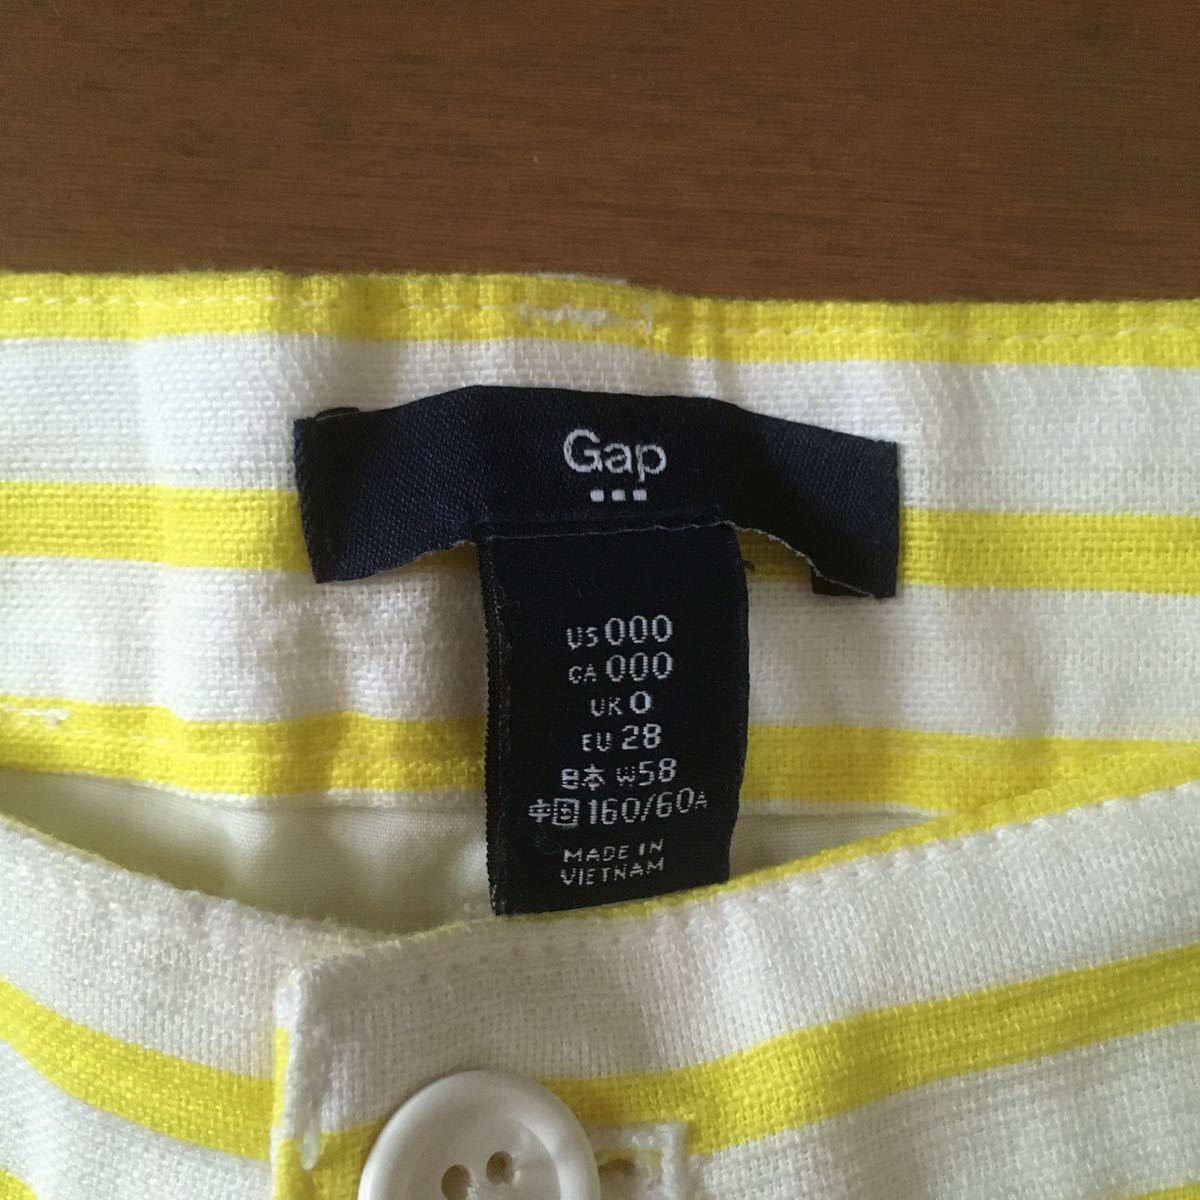 Gap
US 000
CA 000
UK 0
EU 28
日本 W58
中国 160/60A
MADE IN
VIETNAM